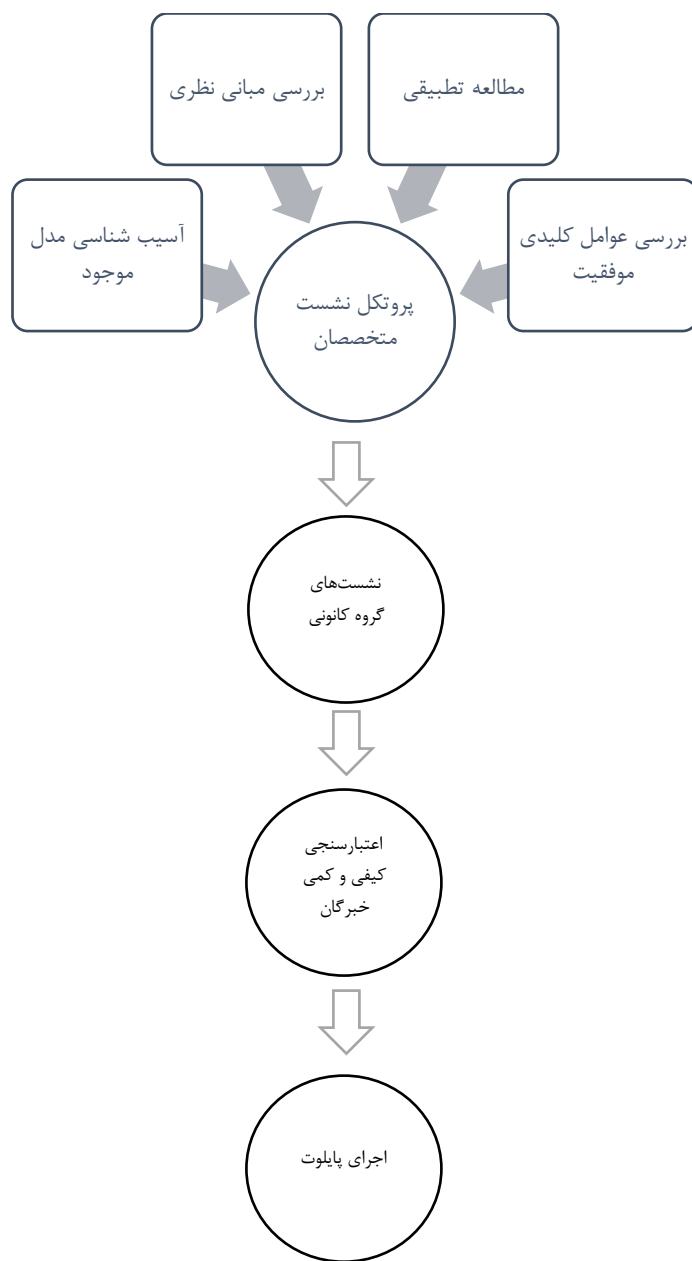 مطالعه تطبیقی
بررسی مبانی نظری
بررسی عوامل کلیدی
موفقیت
آسیب شناسی مدل
موجود
پروتکل نشست
متخصصان
نشست‌های
گروه کانونی
اعتبارسنجی
کیفی و کمی
خبرگان
اجرای پایلوت